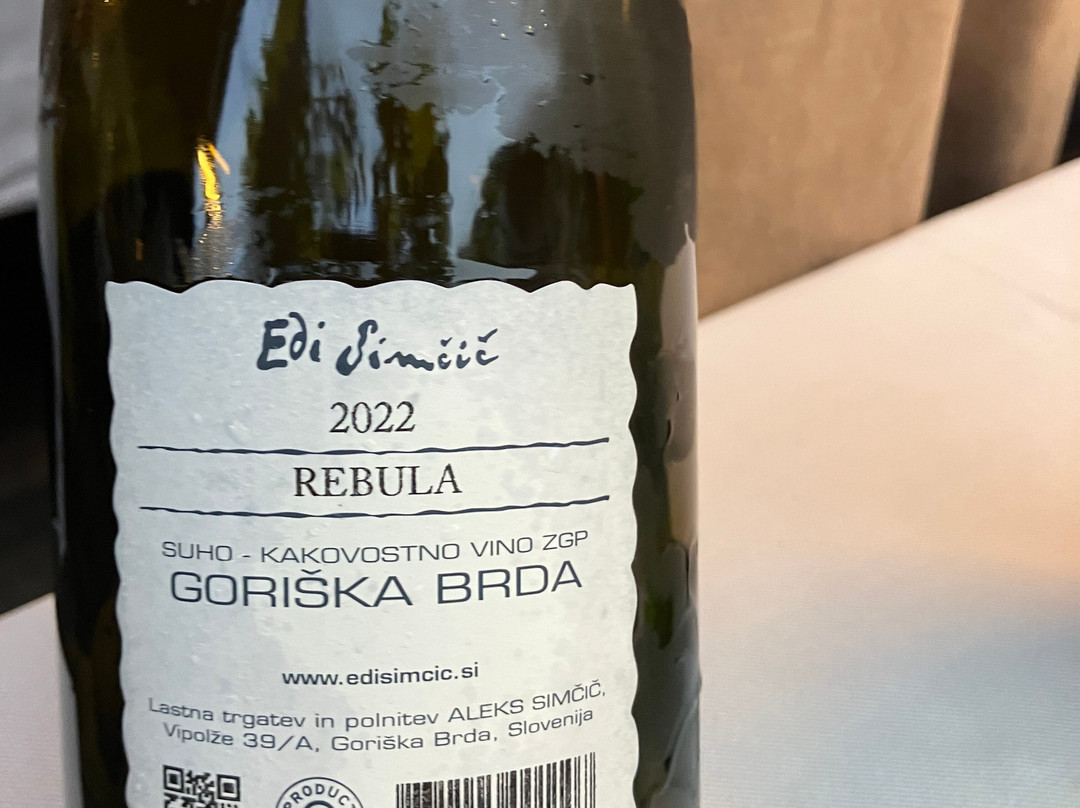 Edi Simčič
2022
REBULA
SUHO - KAKOVOSTNO VINO ZGP
GORIŠKA BRDA
www.edisimcic.si
Lastna trgatev in polnitev ALEKS SIMČIČ,
Vipolže 39/A, Goriška Brda, Slovenija
PRODUCT